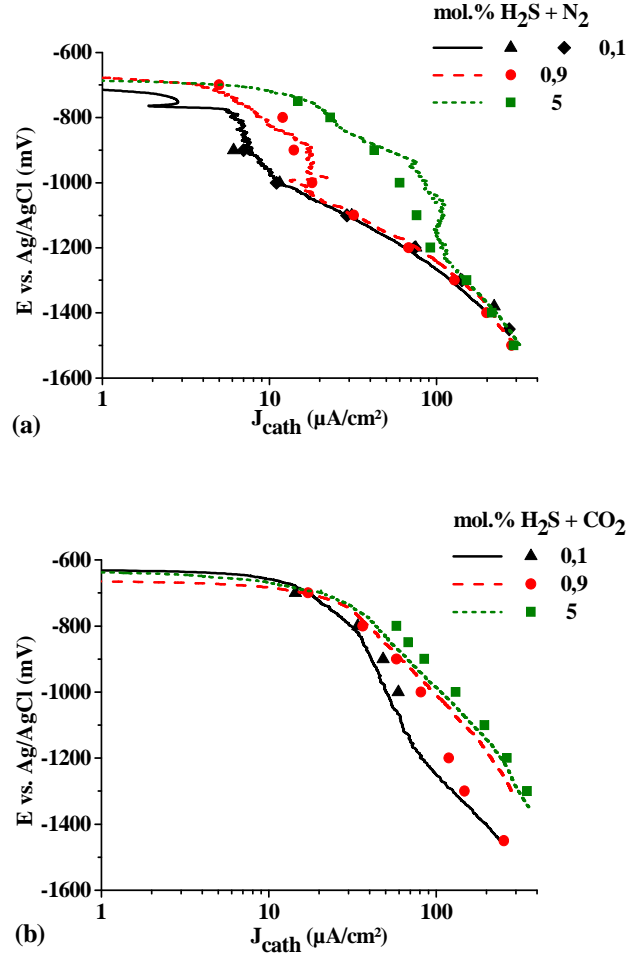 mol.% H₂S + N₂
0,1
0,9
5
-600
-800
-1000
-1200
-1400
-1600
E vs. Ag/AgCl (mV)
1 10 100
J_cath (µA/cm²)
(a)
mol.% H₂S + CO₂
0,1
0,9
5
-600
-800
-1000
-1200
-1400
-1600
E vs. Ag/AgCl (mV)
1 10 100
J_cath (µA/cm²)
(b)